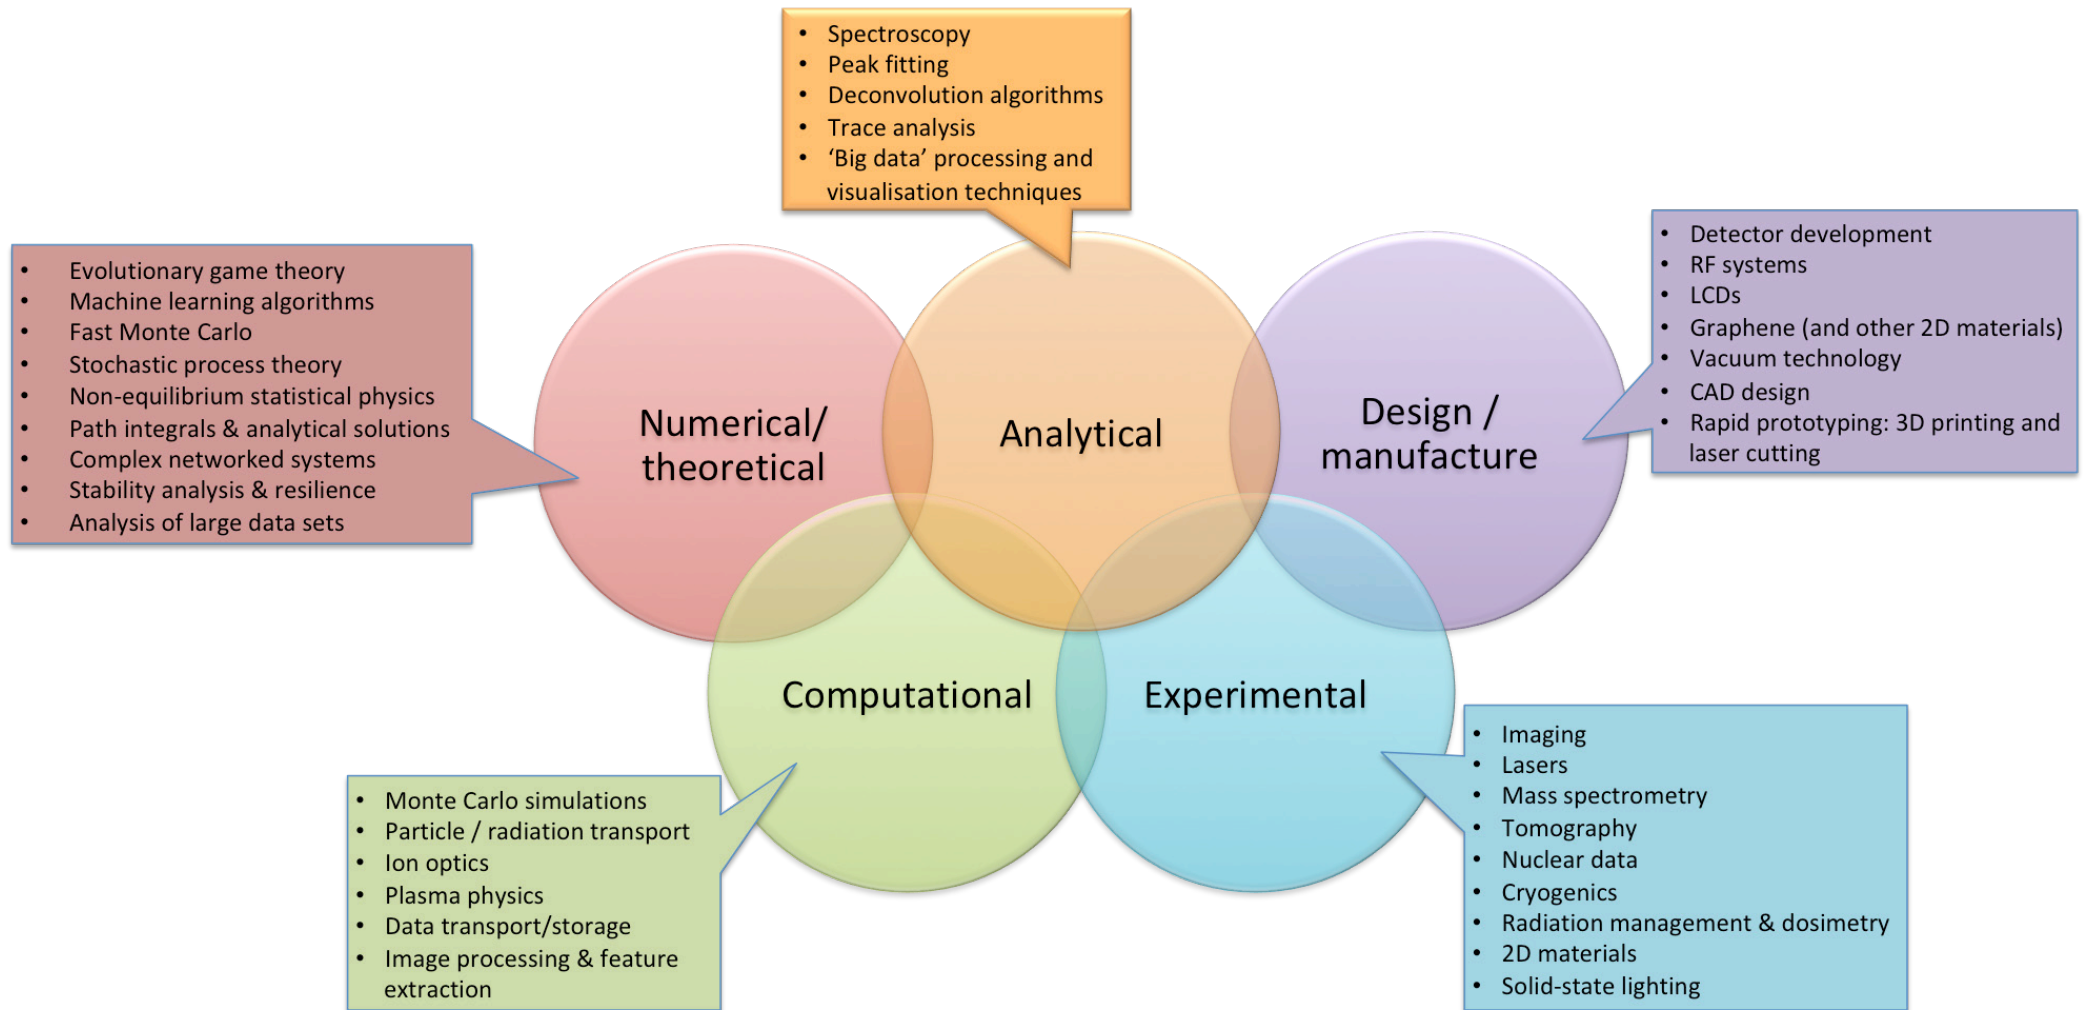 • Spectroscopy
• Peak fitting
• Deconvolution algorithms
• Trace analysis
• ‘Big data’ processing and
visualisation techniques
• Evolutionary game theory
• Machine learning algorithms
• Fast Monte Carlo
• Stochastic process theory
• Non-equilibrium statistical physics
• Path integrals & analytical solutions
• Complex networked systems
• Stability analysis & resilience
• Analysis of large data sets
Numerical/
theoretical
Analytical
Design /
manufacture
• Detector development
• RF systems
• LCDs
• Graphene (and other 2D materials)
• Vacuum technology
• CAD design
• Rapid prototyping: 3D printing and
laser cutting
Computational
Experimental
• Monte Carlo simulations
• Particle / radiation transport
• Ion optics
• Plasma physics
• Data transport/storage
• Image processing & feature
extraction
• Imaging
• Lasers
• Mass spectrometry
• Tomography
• Nuclear data
• Cryogenics
• Radiation management & dosimetry
• 2D materials
• Solid-state lighting